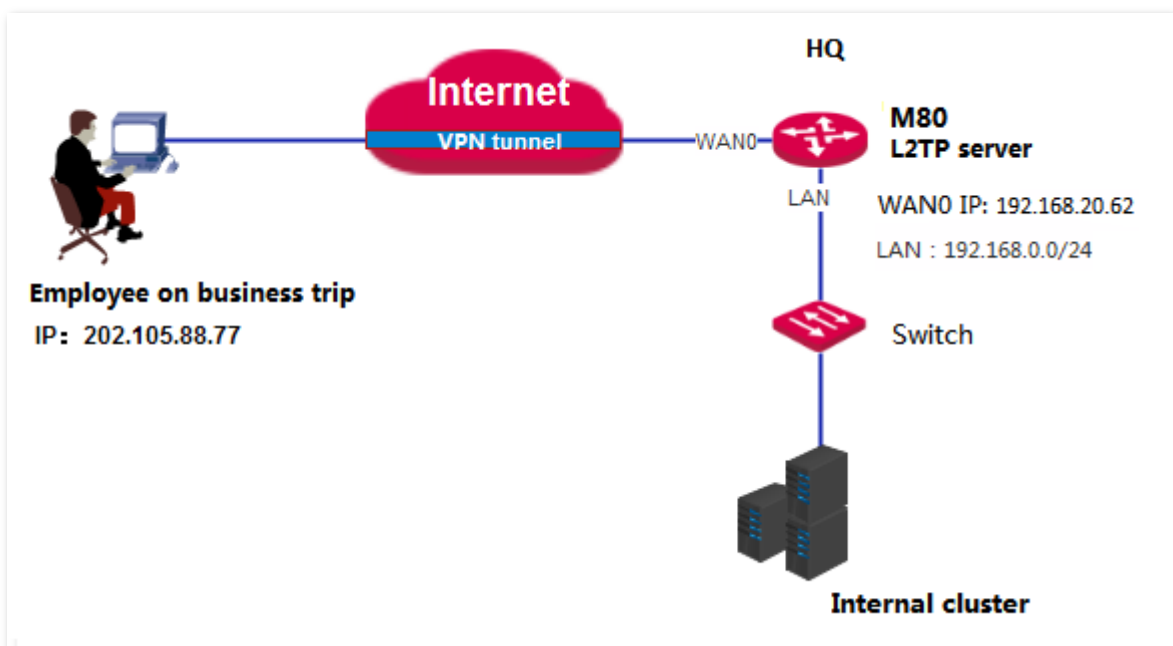 HQ
Internet
VPN tunnel
WAN0
M80
L2TP server
LAN
WAN0 IP: 192.168.20.62
LAN : 192.168.0.0/24
Employee on business trip
IP： 202.105.88.77
Switch
Internal cluster